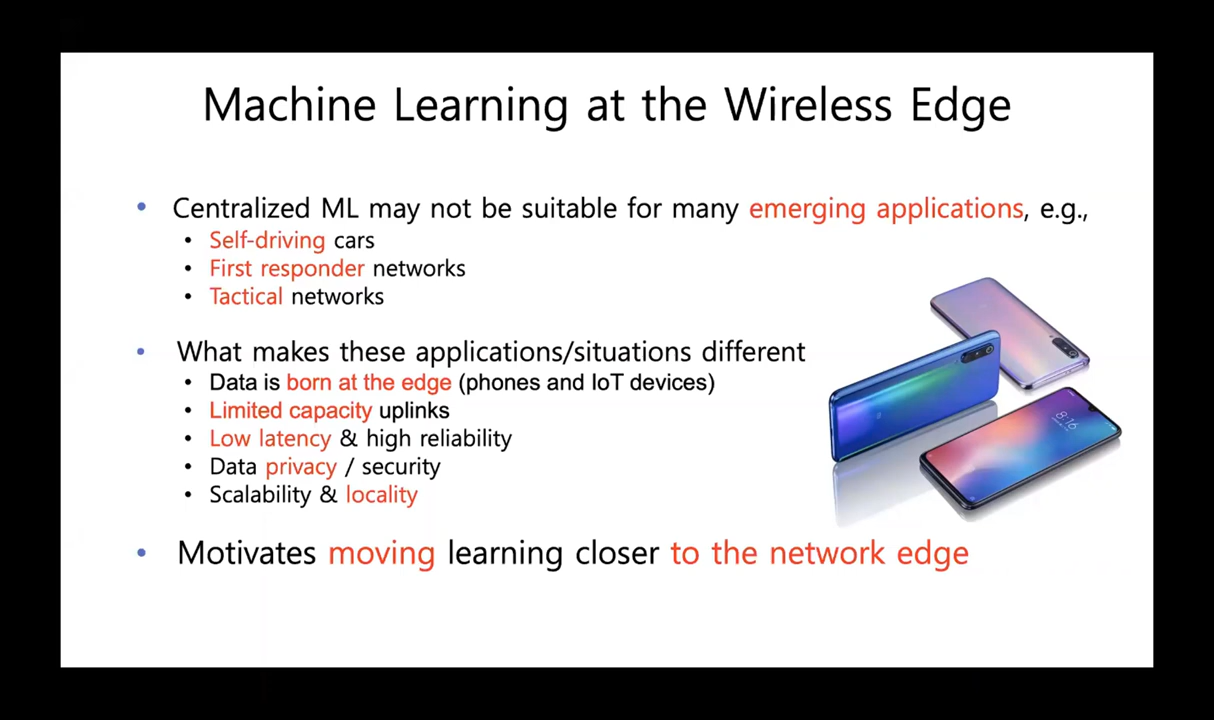 Machine Learning at the Wireless Edge
• Centralized ML may not be suitable for many emerging applications, e.g.,
• Self-driving cars
• First responder networks
• Tactical networks
• What makes these applications/situations different
• Data is born at the edge (phones and IoT devices)
• Limited capacity uplinks
• Low latency & high reliability
• Data privacy / security
• Scalability & locality
• Motivates moving learning closer to the network edge
8:16